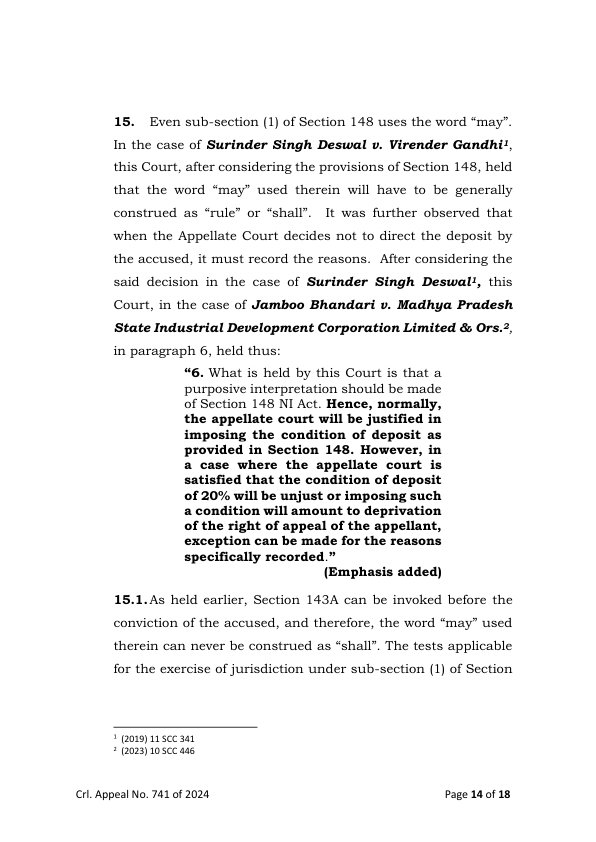 15. Even sub-section (1) of Section 148 uses the word “may”.
In the case of Surinder Singh Deswal v. Virender Gandhi¹,
this Court, after considering the provisions of Section 148, held
that the word “may” used therein will have to be generally
construed as “rule” or “shall”. It was further observed that
when the Appellate Court decides not to direct the deposit by
the accused, it must record the reasons. After considering the
said decision in the case of Surinder Singh Deswal¹, this
Court, in the case of Jamboo Bhandari v. Madhya Pradesh
State Industrial Development Corporation Limited & Ors.²,
in paragraph 6, held thus:
“6. What is held by this Court is that a
purposive interpretation should be made
of Section 148 NI Act. Hence, normally,
the appellate court will be justified in
imposing the condition of deposit as
provided in Section 148. However, in
a case where the appellate court is
satisfied that the condition of deposit
of 20% will be unjust or imposing such
a condition will amount to deprivation
of the right of appeal of the appellant,
exception can be made for the reasons
specifically recorded.”
(Emphasis added)
15.1. As held earlier, Section 143A can be invoked before the
conviction of the accused, and therefore, the word “may” used
therein can never be construed as “shall”. The tests applicable
for the exercise of jurisdiction under sub-section (1) of Section
¹ (2019) 11 SCC 341
² (2023) 10 SCC 446
Crl. Appeal No. 741 of 2024 Page 14 of 18